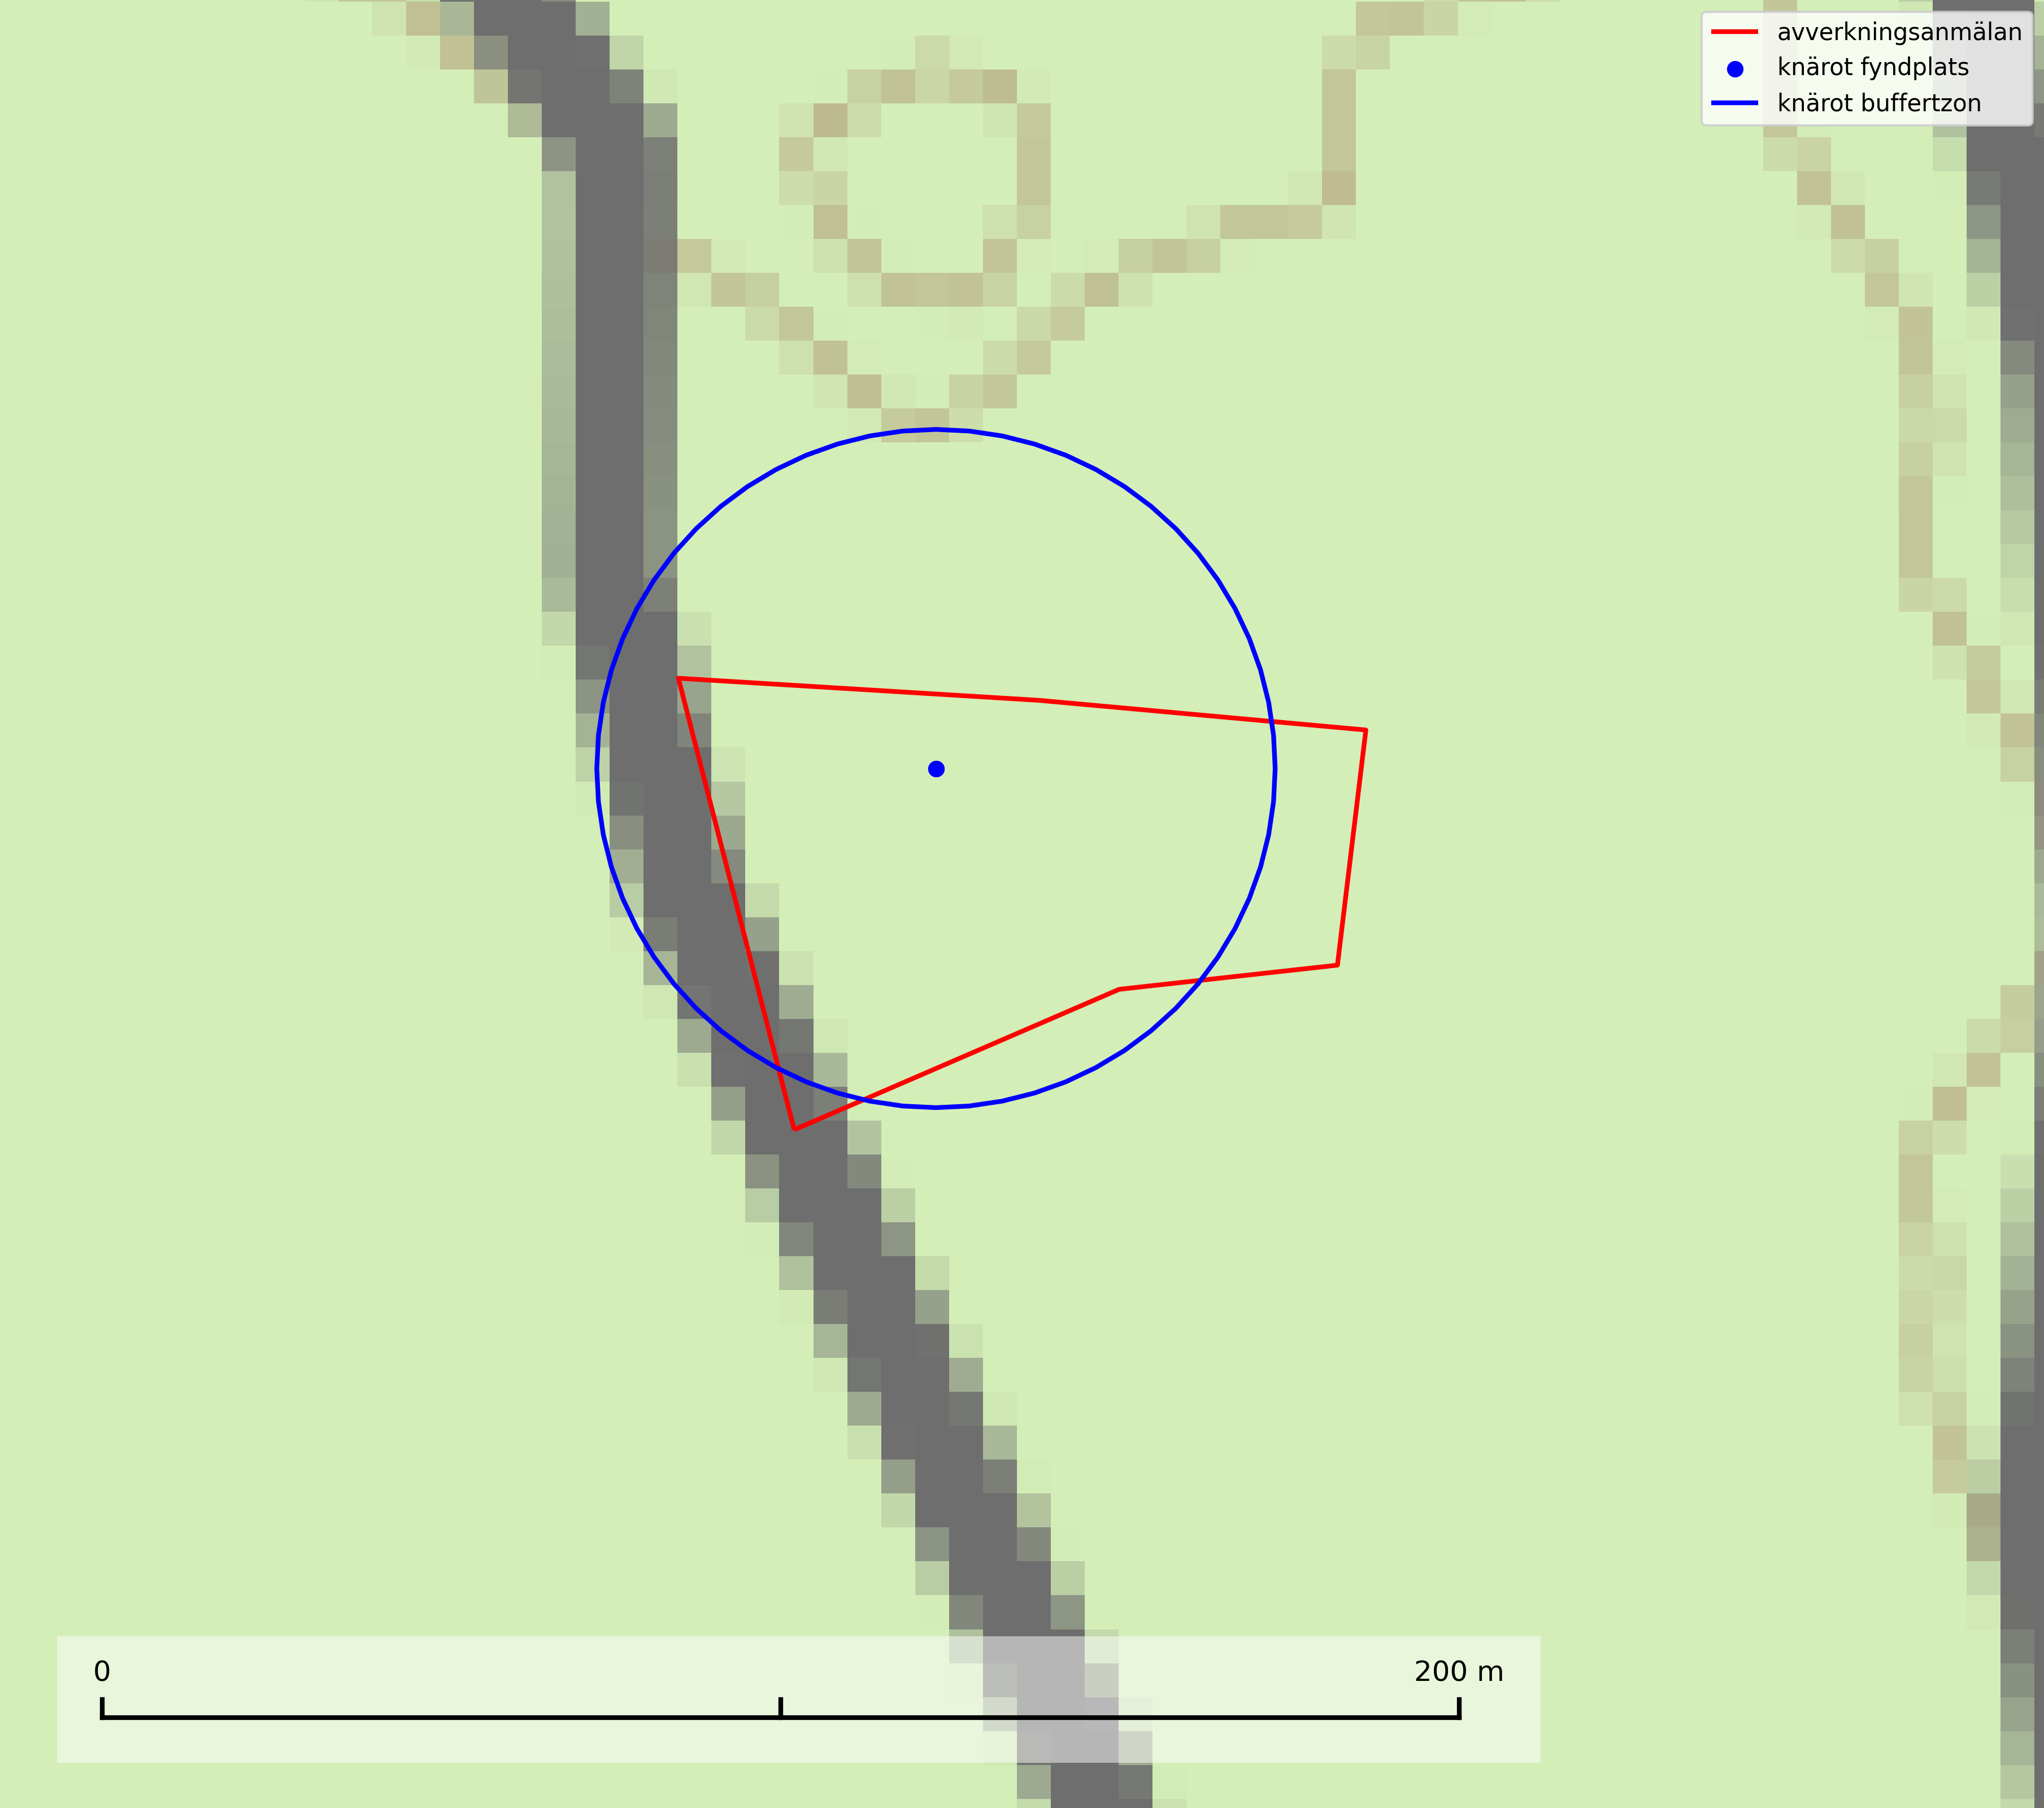 avverkningsanmälan
knärot fyndplats
knärot buffertzon
0 200 m